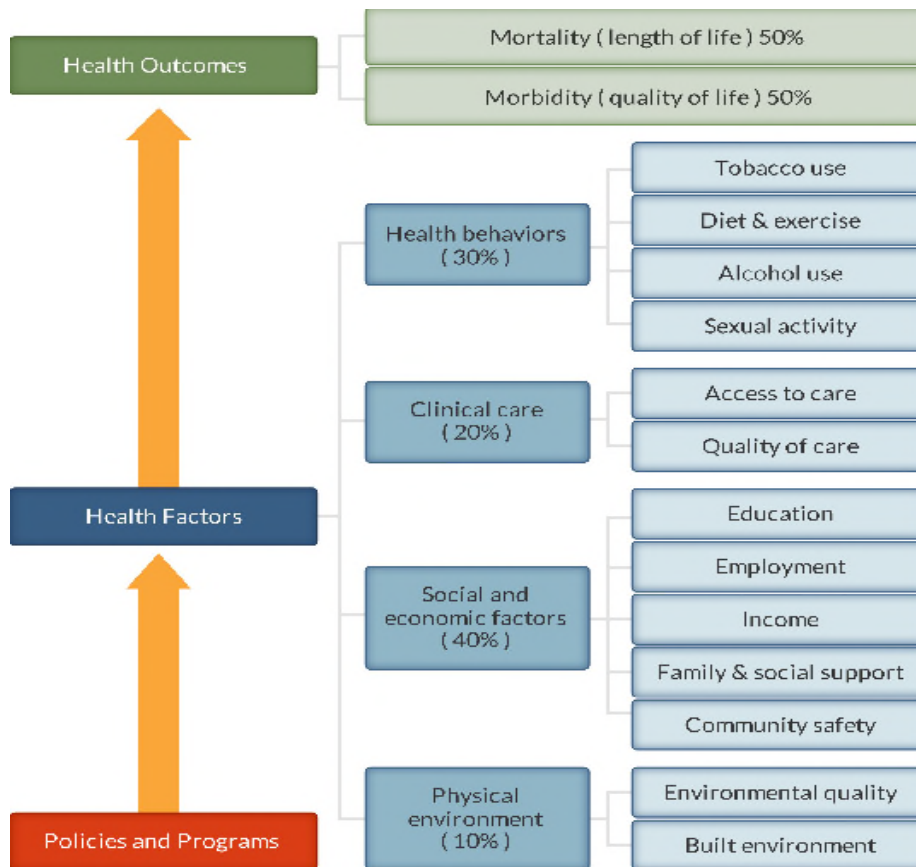 Health Outcomes
Mortality ( length of life ) 50%
Morbidity ( quality of life ) 50%
Health Factors
Health behaviors
( 30% )
Tobacco use
Diet & exercise
Alcohol use
Sexual activity
Clinical care
( 20% )
Access to care
Quality of care
Social and
economic factors
( 40% )
Education
Employment
Income
Family & social support
Community safety
Physical
environment
( 10% )
Environmental quality
Built environment
Policies and Programs